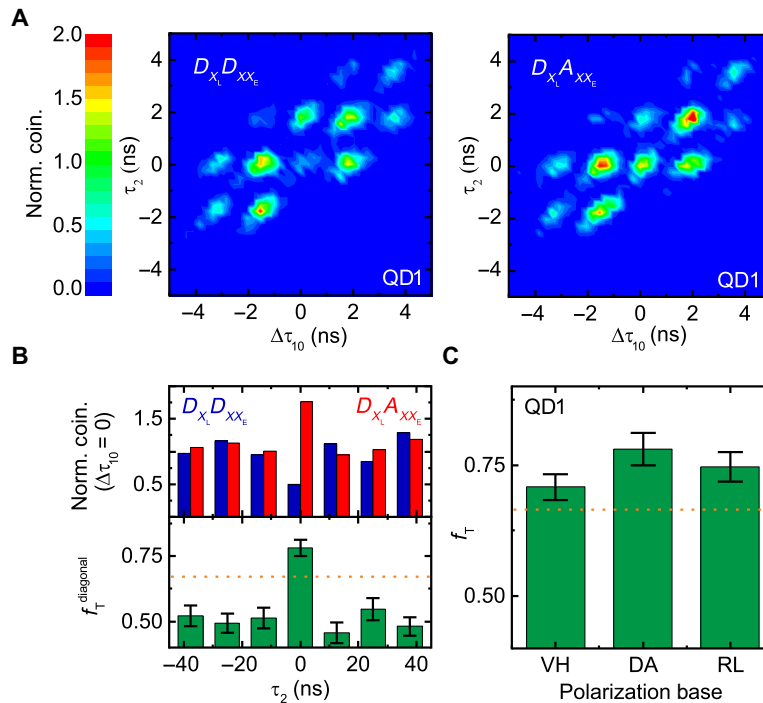 A
Norm. coin.
2.0
1.5
1.0
0.5
0.0
D_{X_L}D_{XX_E}
τ₂ (ns)
4
2
0
−2
−4
QD1
−4 −2 0 2 4
Δτ₁₀ (ns)
D_{X_L}A_{XX_E}
τ₂ (ns)
4
2
0
−2
−4
QD1
−4 −2 0 2 4
Δτ₁₀ (ns)
B
Norm. coin.
(Δτ₁₀ = 0)
1.5
0.5
D_{X_L}D_{XX_E}
D_{X_L}A_{XX_E}
f_T^{diagonal}
0.75
0.50
−40 −20 0 20 40
τ₂ (ns)
C
QD1
f_T
0.75
0.50
VH DA RL
Polarization base